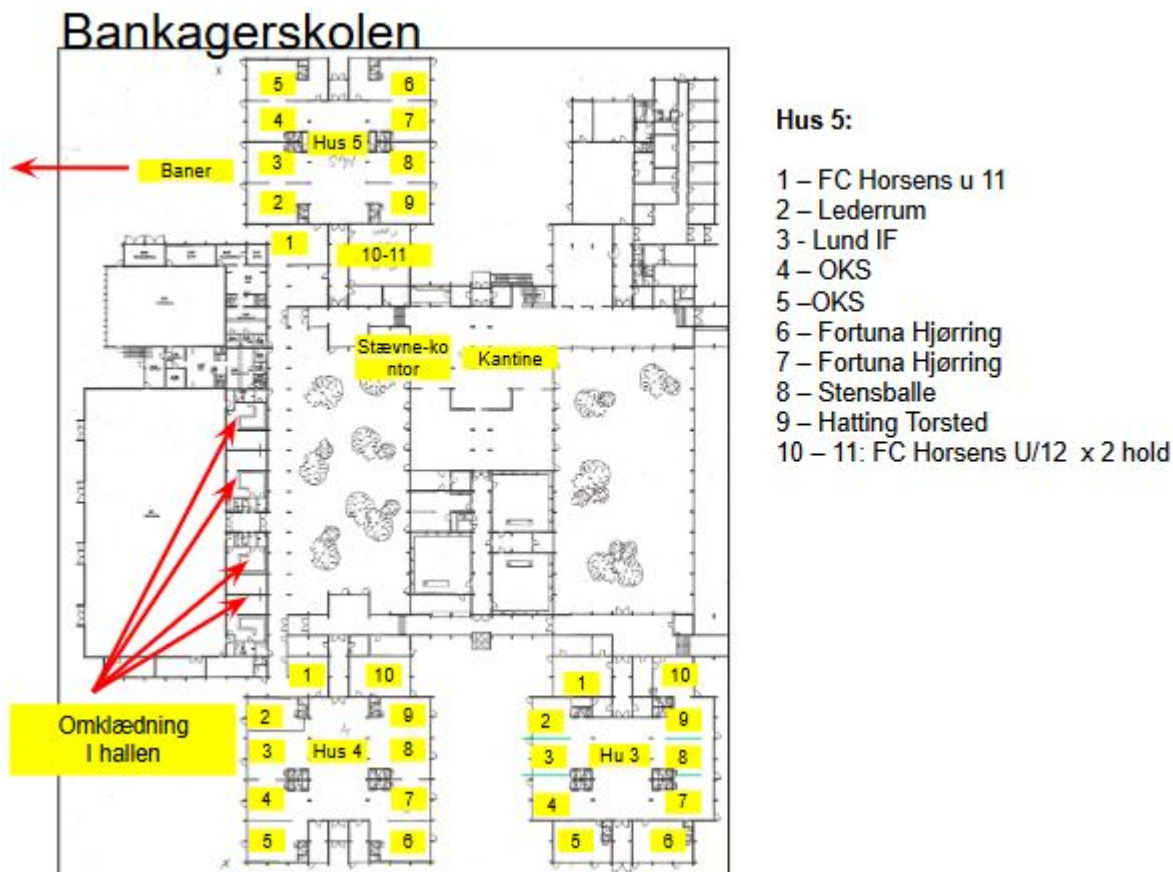 Bankagerskolen
5
6
4
7
Hus 5
3
8
2
9
1
10-11
Baner
Stævne-ko
ntor
Kantine
Omklædning
I hallen
1
10
2
9
3
Hus 4
8
4
7
5
6
1
10
2
9
3
Hu 3
8
4
7
5
6
Hus 5:
1 – FC Horsens u 11
2 – Lederrum
3 - Lund IF
4 – OKS
5 –OKS
6 – Fortuna Hjørring
7 – Fortuna Hjørring
8 – Stensballe
9 – Hatting Torsted
10 – 11: FC Horsens U/12 x 2 hold